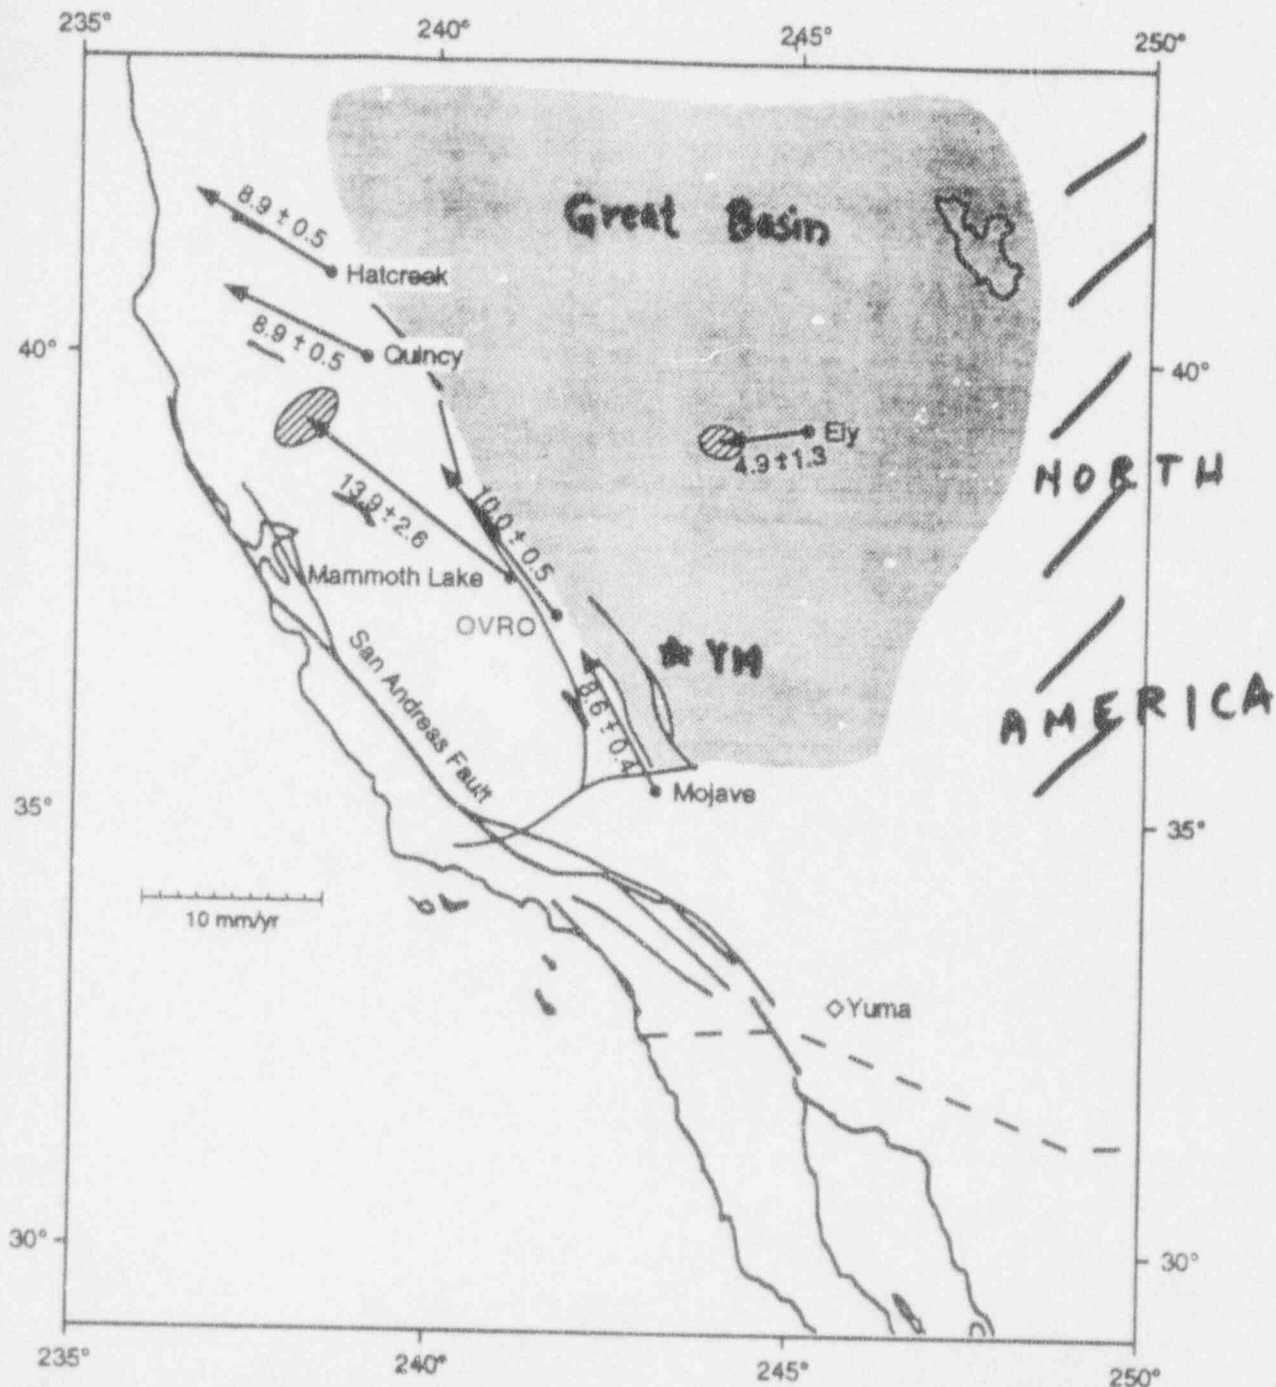 235°
240°
245°
250°
8.9 ± 0.5
Hatcreek
Great Basin
8.9 ± 0.5
Quincy
40°
40°
Ely
4.9 ± 1.3
NORTH
13.9 ± 2.6
10.0 ± 0.5
Mammoth Lake
OVRO
San Andreas Fault
★ YM
8.6 ± 0.4
AMERICA
Mojave
35°
35°
10 mm/yr
◇Yuma
30°
30°
235°
240°
245°
250°